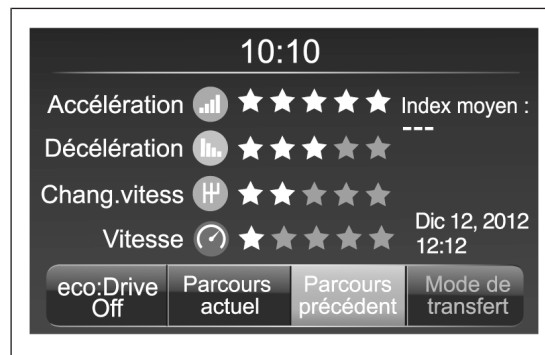 10:10
Accélération
Index moyen :
---
Décélération
Chang.vitess
Vitesse
Dic 12, 2012
12:12
eco:Drive
Off
Parcours
actuel
Parcours
précédent
Mode de
transfert